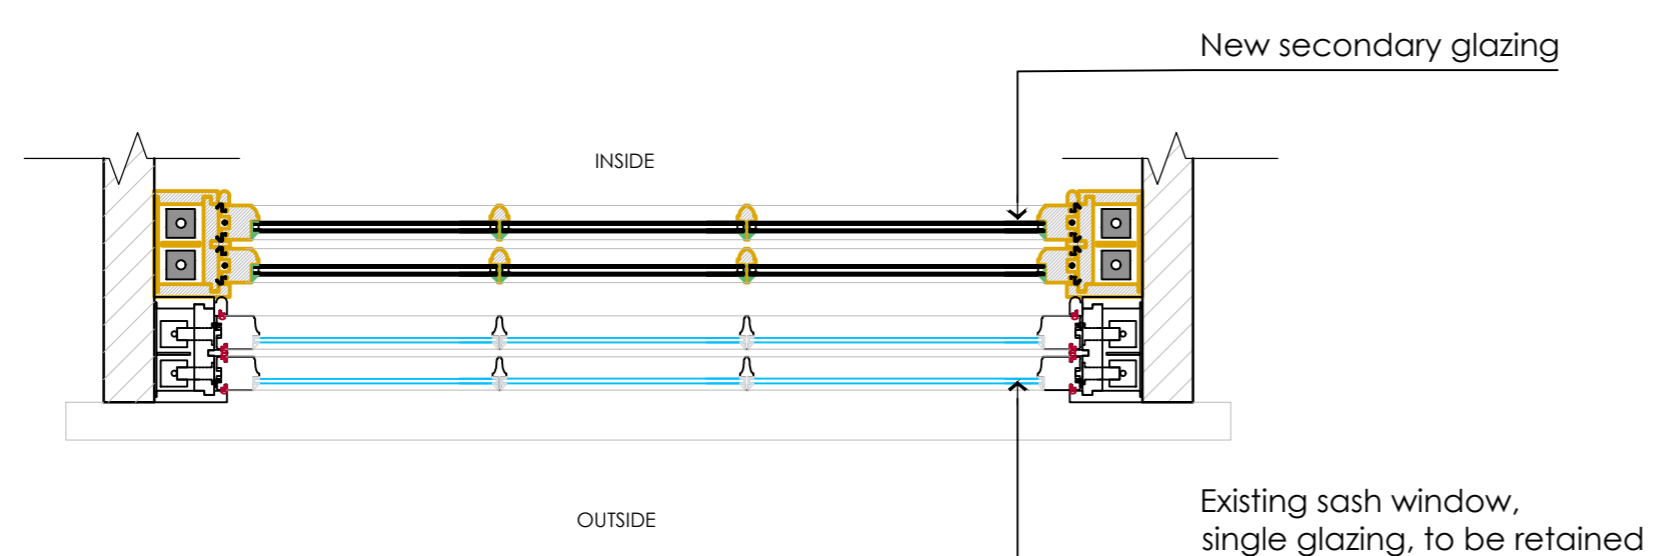 New secondary glazing
INSIDE
OUTSIDE
Existing sash window,
single glazing, to be retained